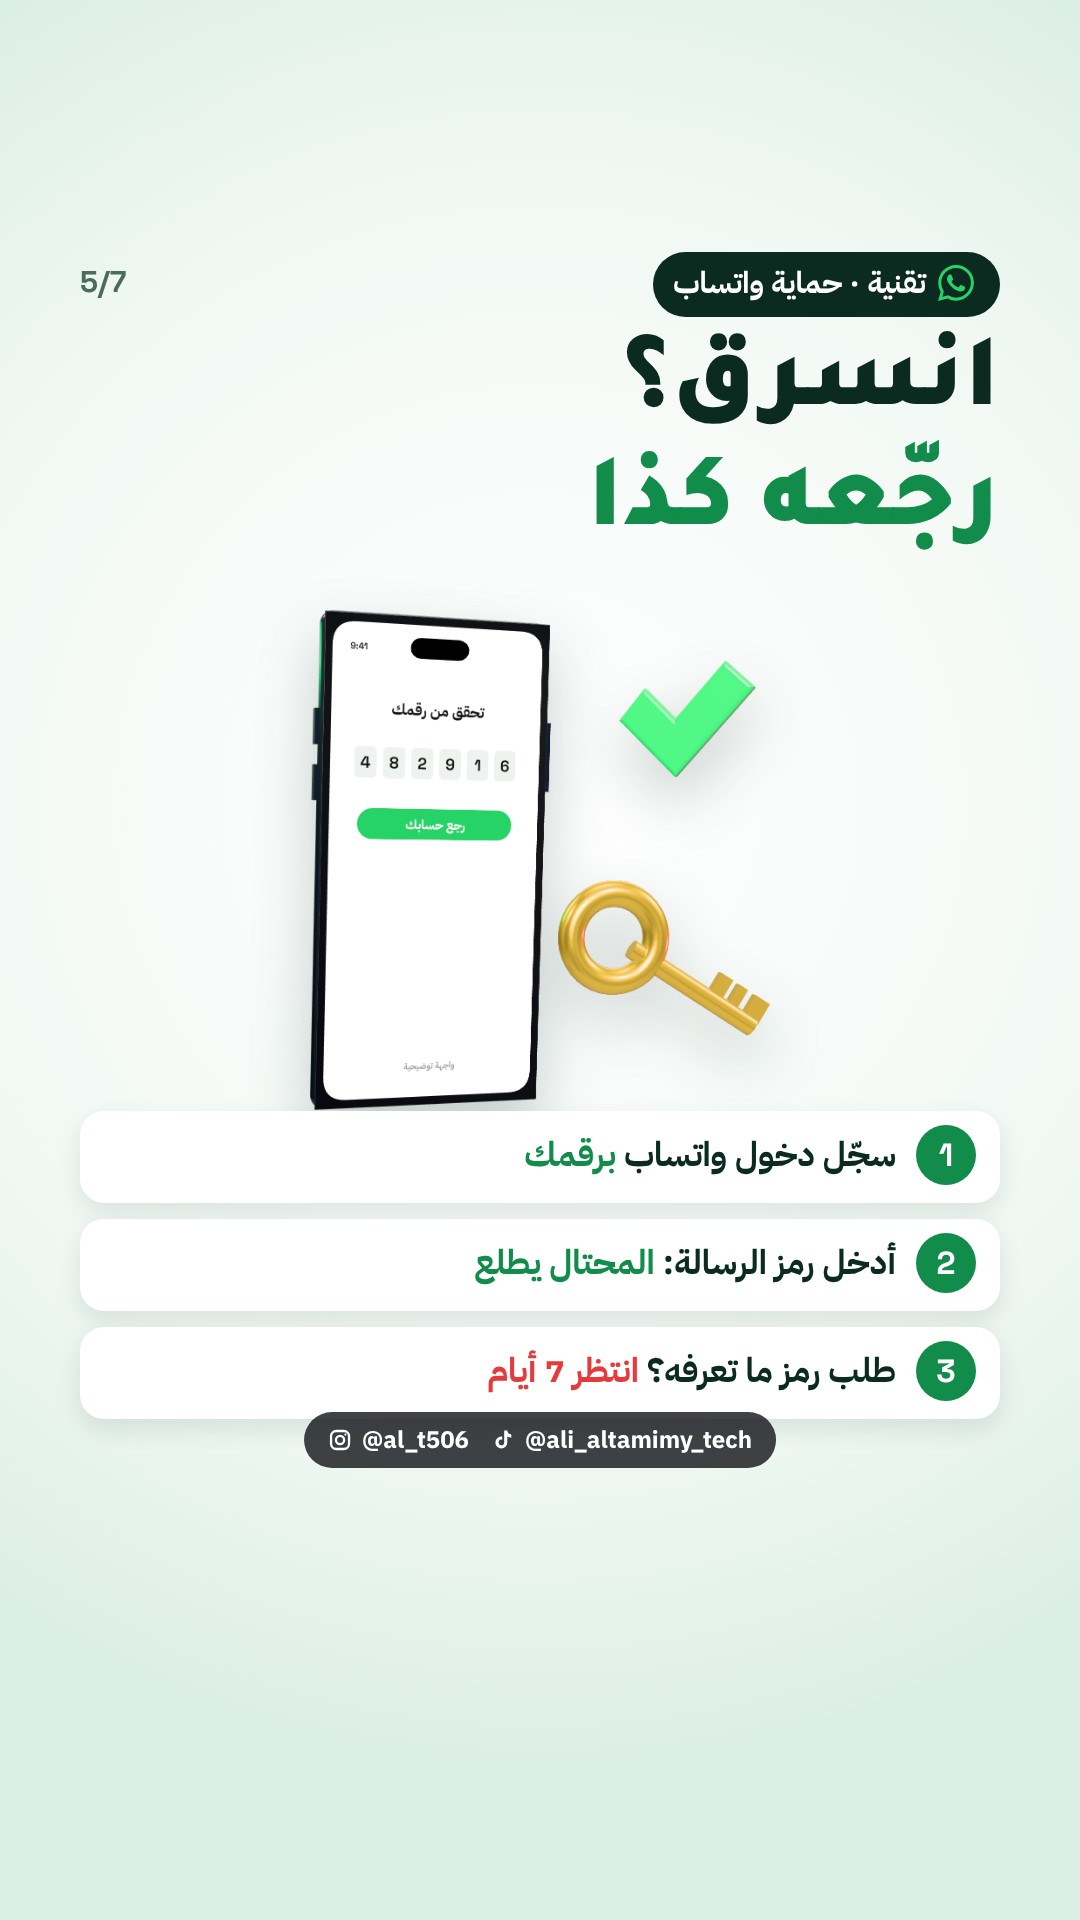 تقنية · حماية واتساب
5/7
انسرق؟
رجّعه كذا
9:41
تحقق من رقمك
4 8 2 9 1 6
رجع حسابك
واجهة توضيحية
1 سجّل دخول واتساب برقمك
2 أدخل رمز الرسالة: المحتال يطلع
3 طلب رمز ما تعرفه؟ انتظر 7 أيام
@al_t506 @ali_altamimy_tech